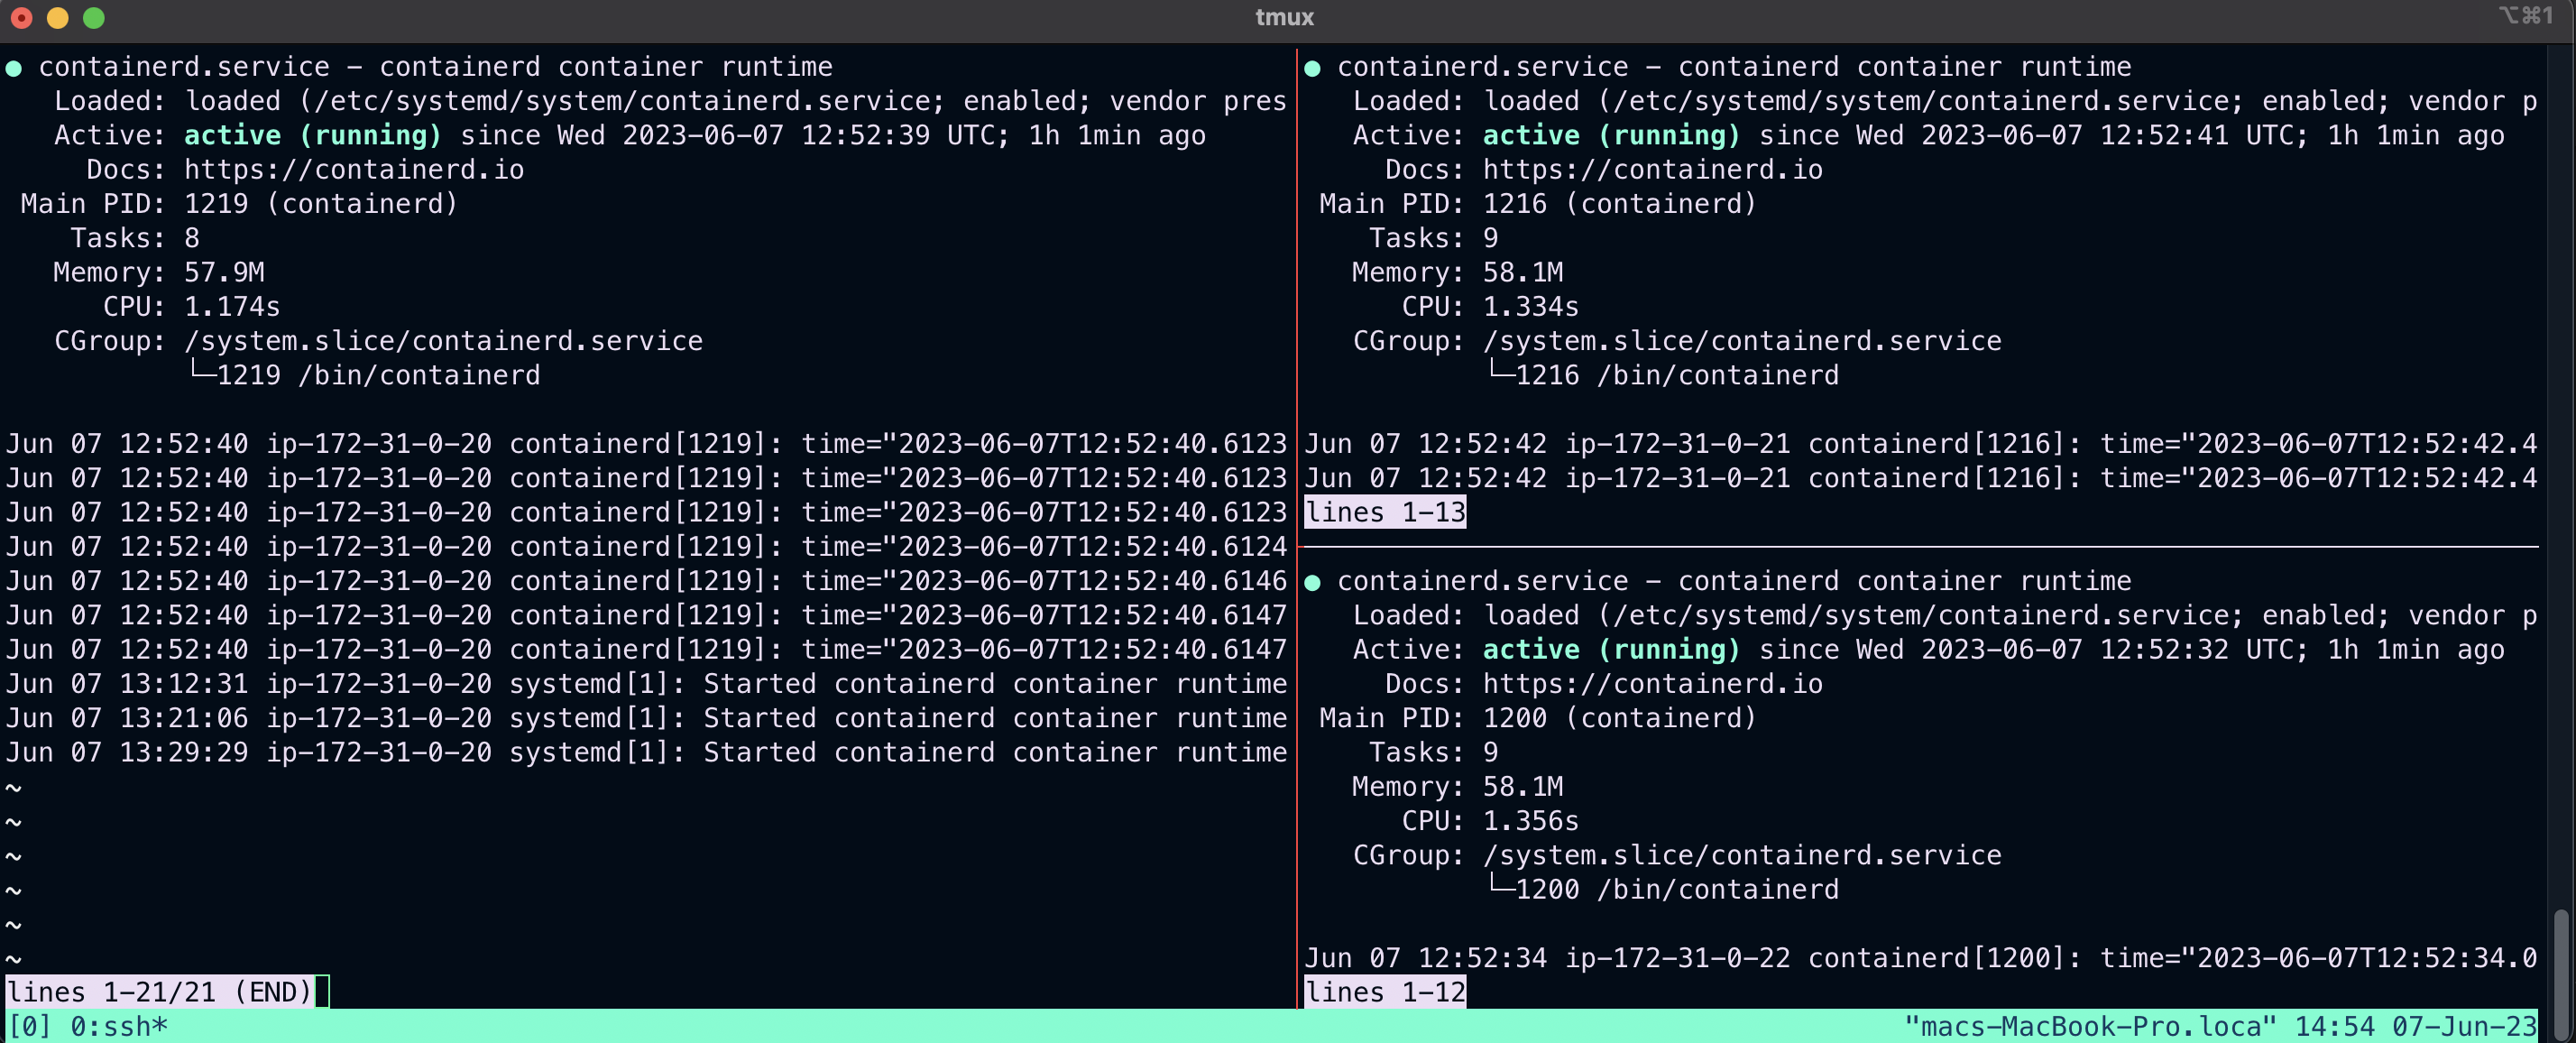 tmux
⌥⌘1
● containerd.service – containerd container runtime
Loaded: loaded (/etc/systemd/system/containerd.service; enabled; vendor pres
Active: active (running) since Wed 2023-06-07 12:52:39 UTC; 1h 1min ago
Docs: https://containerd.io
Main PID: 1219 (containerd)
Tasks: 8
Memory: 57.9M
CPU: 1.174s
CGroup: /system.slice/containerd.service
└─1219 /bin/containerd
Jun 07 12:52:40 ip-172-31-0-20 containerd[1219]: time="2023-06-07T12:52:40.6123
Jun 07 12:52:40 ip-172-31-0-20 containerd[1219]: time="2023-06-07T12:52:40.6123
Jun 07 12:52:40 ip-172-31-0-20 containerd[1219]: time="2023-06-07T12:52:40.6123
Jun 07 12:52:40 ip-172-31-0-20 containerd[1219]: time="2023-06-07T12:52:40.6124
Jun 07 12:52:40 ip-172-31-0-20 containerd[1219]: time="2023-06-07T12:52:40.6146
Jun 07 12:52:40 ip-172-31-0-20 containerd[1219]: time="2023-06-07T12:52:40.6147
Jun 07 12:52:40 ip-172-31-0-20 containerd[1219]: time="2023-06-07T12:52:40.6147
Jun 07 13:12:31 ip-172-31-0-20 systemd[1]: Started containerd container runtime
Jun 07 13:21:06 ip-172-31-0-20 systemd[1]: Started containerd container runtime
Jun 07 13:29:29 ip-172-31-0-20 systemd[1]: Started containerd container runtime
~
~
~
~
~
~
lines 1-21/21 (END)
● containerd.service – containerd container runtime
Loaded: loaded (/etc/systemd/system/containerd.service; enabled; vendor p
Active: active (running) since Wed 2023-06-07 12:52:41 UTC; 1h 1min ago
Docs: https://containerd.io
Main PID: 1216 (containerd)
Tasks: 9
Memory: 58.1M
CPU: 1.334s
CGroup: /system.slice/containerd.service
└─1216 /bin/containerd
Jun 07 12:52:42 ip-172-31-0-21 containerd[1216]: time="2023-06-07T12:52:42.4
Jun 07 12:52:42 ip-172-31-0-21 containerd[1216]: time="2023-06-07T12:52:42.4
lines 1-13
● containerd.service – containerd container runtime
Loaded: loaded (/etc/systemd/system/containerd.service; enabled; vendor p
Active: active (running) since Wed 2023-06-07 12:52:32 UTC; 1h 1min ago
Docs: https://containerd.io
Main PID: 1200 (containerd)
Tasks: 9
Memory: 58.1M
CPU: 1.356s
CGroup: /system.slice/containerd.service
└─1200 /bin/containerd
Jun 07 12:52:34 ip-172-31-0-22 containerd[1200]: time="2023-06-07T12:52:34.0
lines 1-12
[0] 0:ssh* "macs-MacBook-Pro.loca" 14:54 07-Jun-23